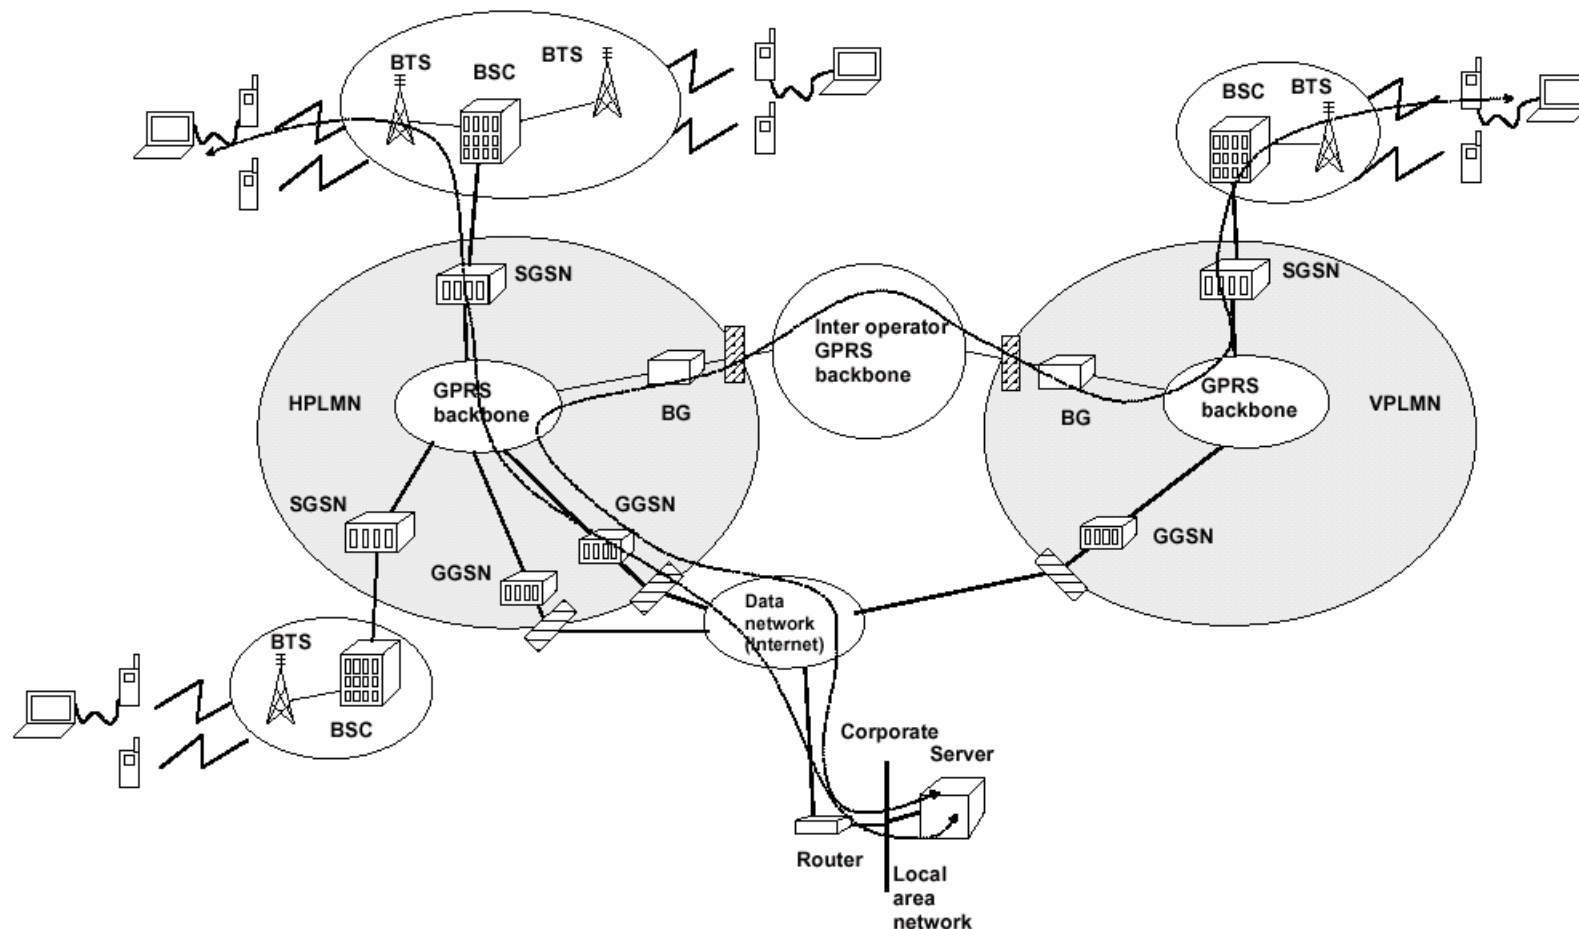 BTS
BSC
BTS
BSC
BTS
SGSN
SGSN
Inter operator
GPRS
backbone
HPLMN
GPRS
backbone
BG
BG
GPRS
backbone
VPLMN
SGSN
GGSN
GGSN
GGSN
Data
network
(Internet)
BTS
BSC
Corporate
Server
Router
Local
area
network